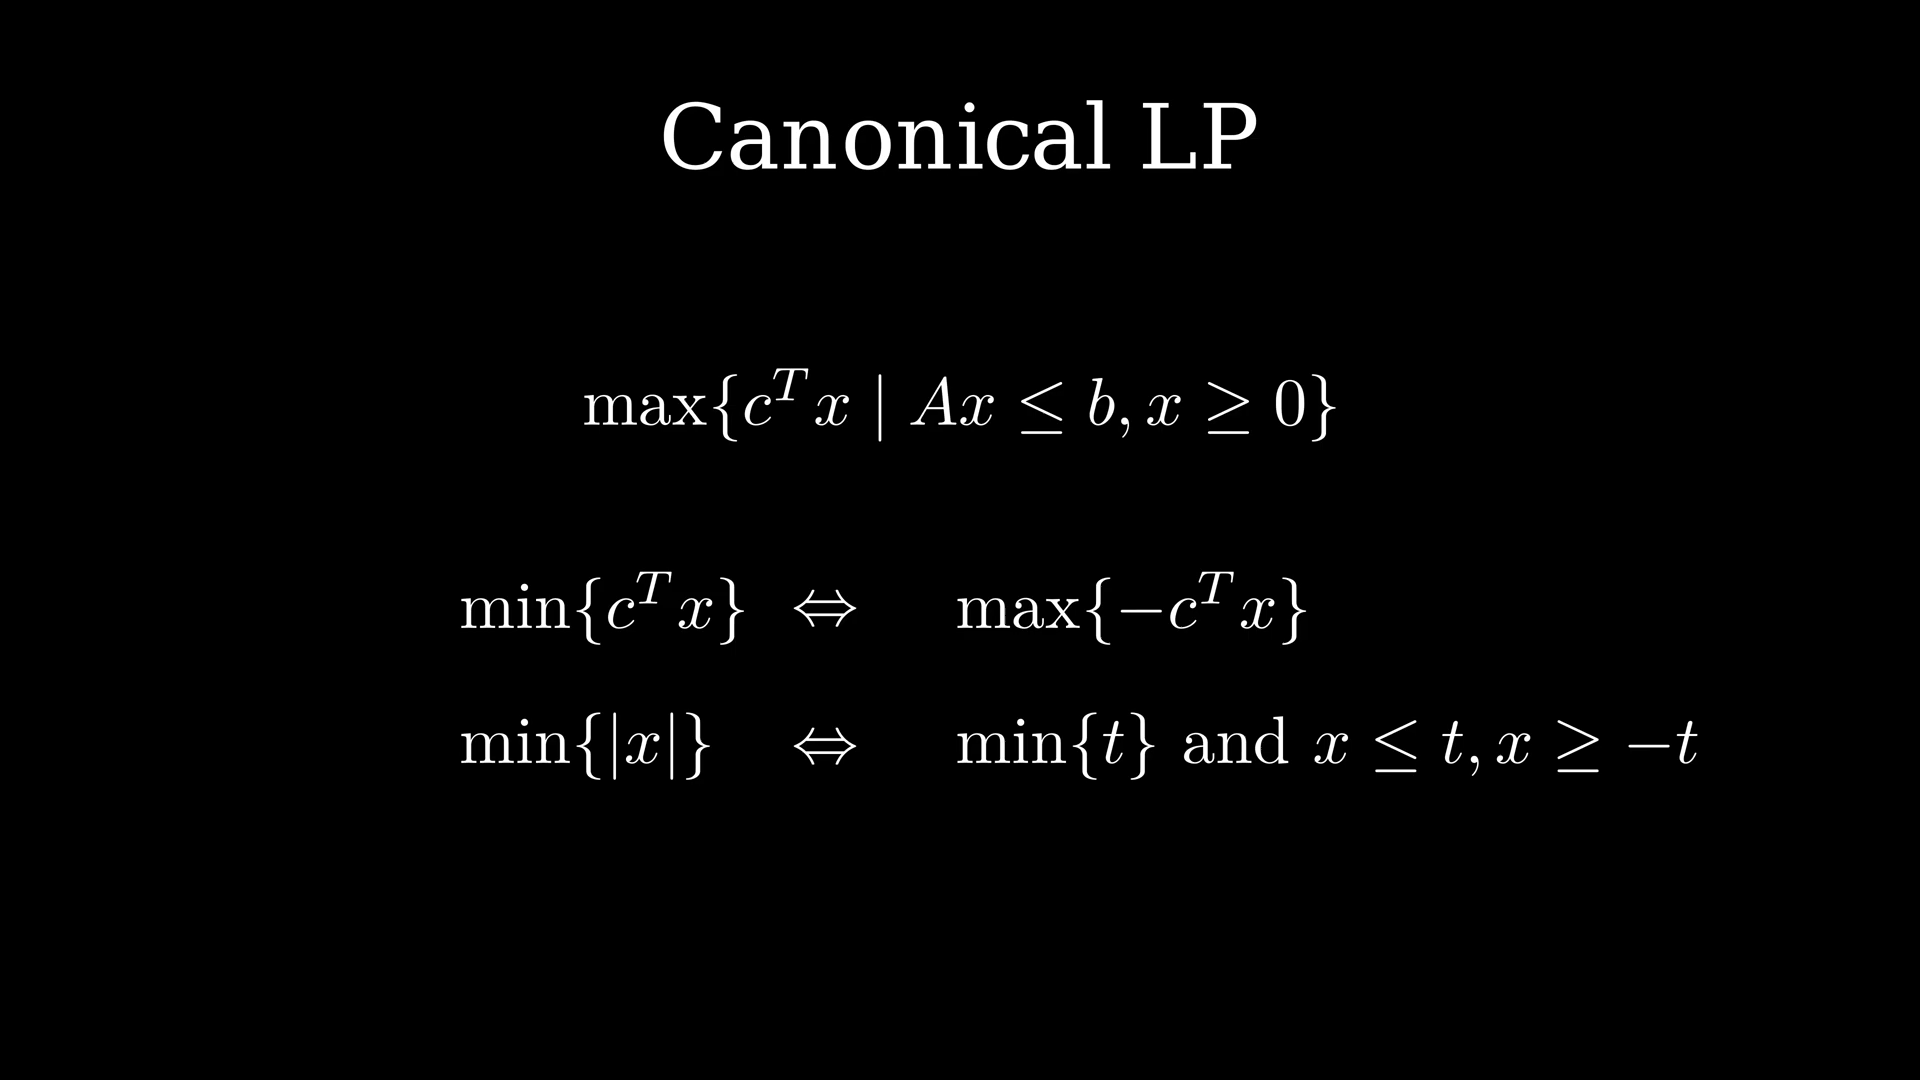 Canonical LP
max{c^T x | Ax ≤ b, x ≥ 0}
min{c^T x} ⇔ max{−c^T x}
min{|x|} ⇔ min{t} and x ≤ t, x ≥ −t